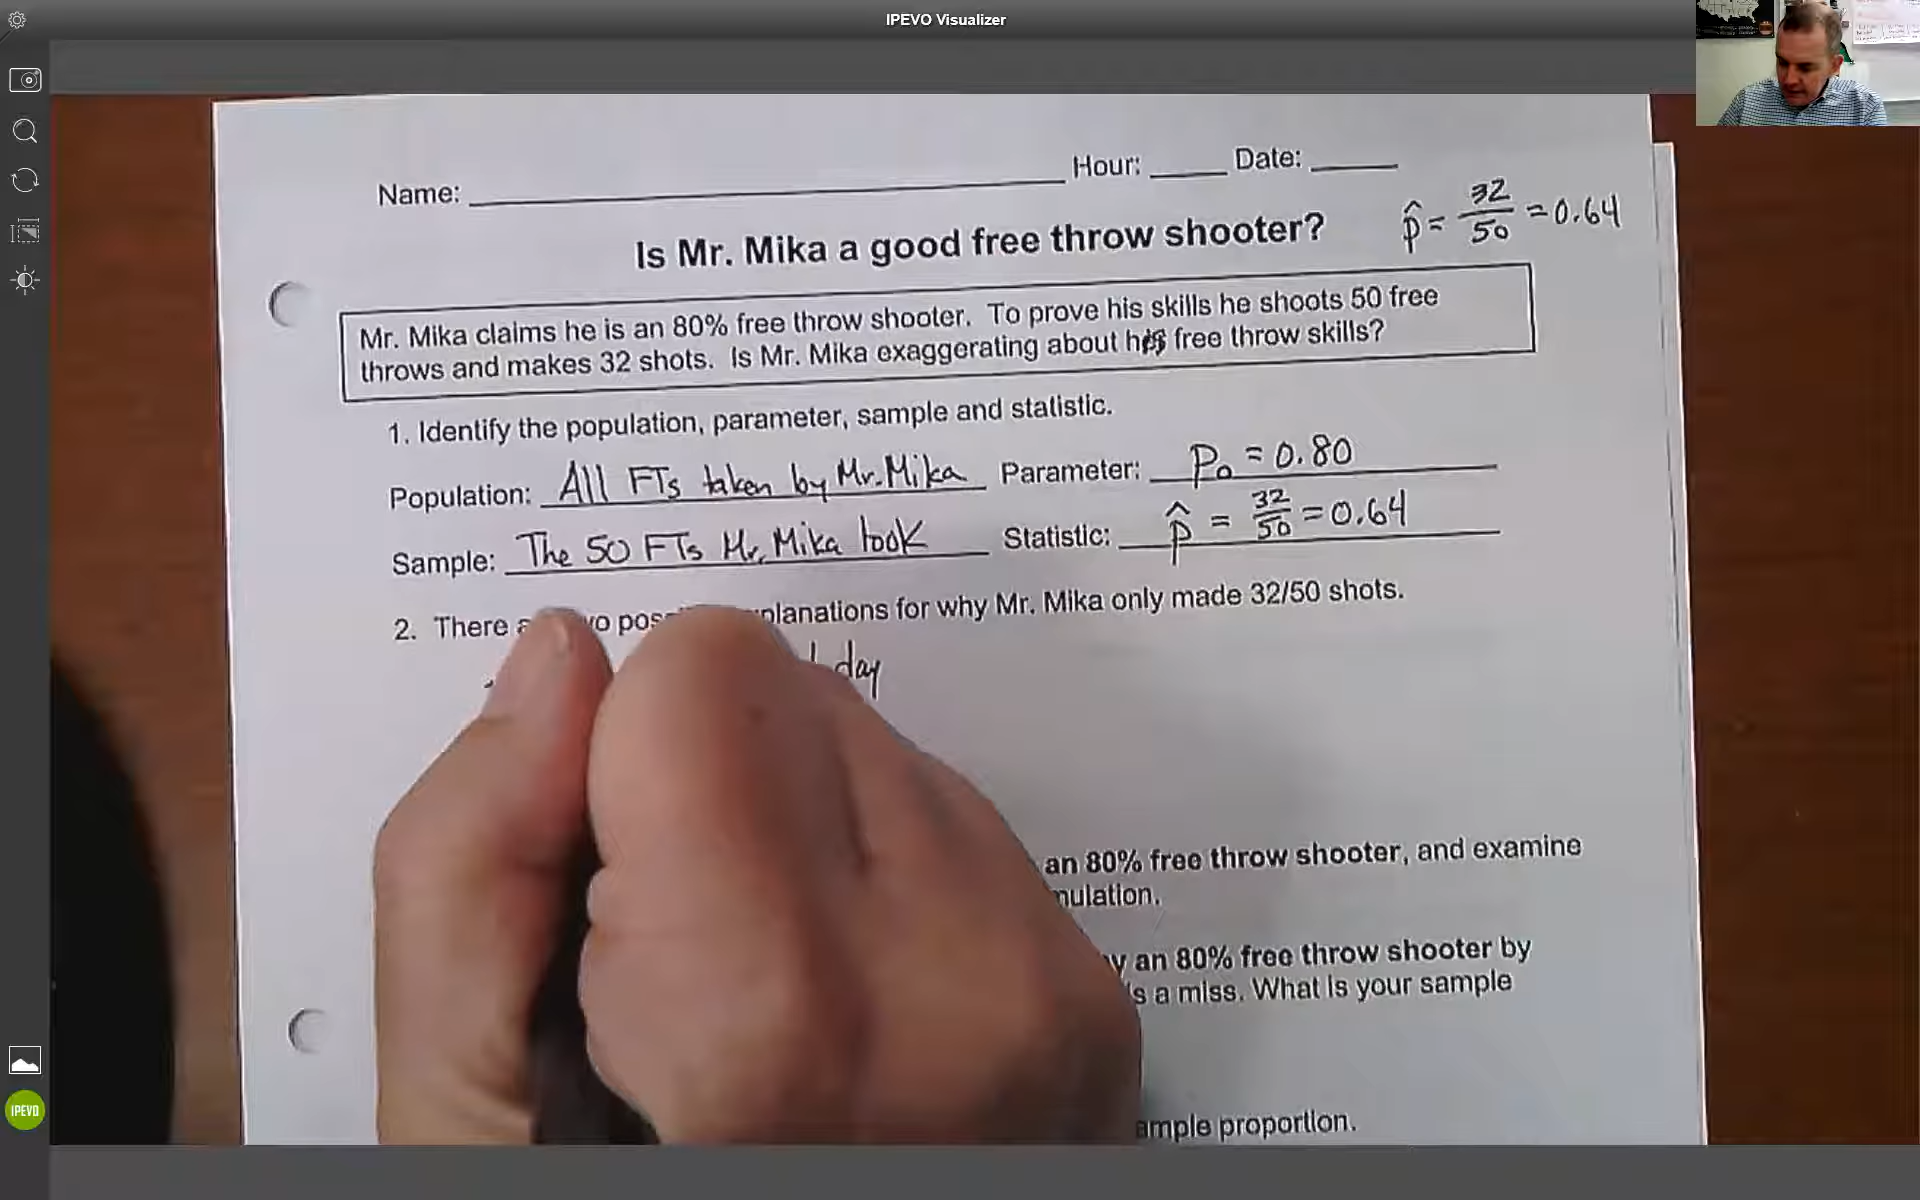 IPEVO Visualizer
Name: Hour: Date:
p̂ = 32/50 = 0.64
Is Mr. Mika a good free throw shooter?
Mr. Mika claims he is an 80% free throw shooter. To prove his skills he shoots 50 free
throws and makes 32 shots. Is Mr. Mika exaggerating about his free throw skills?
1. Identify the population, parameter, sample and statistic.
Population: All FTs taken by Mr. Mika Parameter: P₀ = 0.80
Sample: The 50 FTs Mr. Mika took Statistic: p̂ = 32/50 = 0.64
2. There for why Mr. Mika only made 32/50 shots.
day
an 80% free throw shooter, and examine
an 80% free throw shooter by
a miss. What is your sample
proportion.
IPEVO